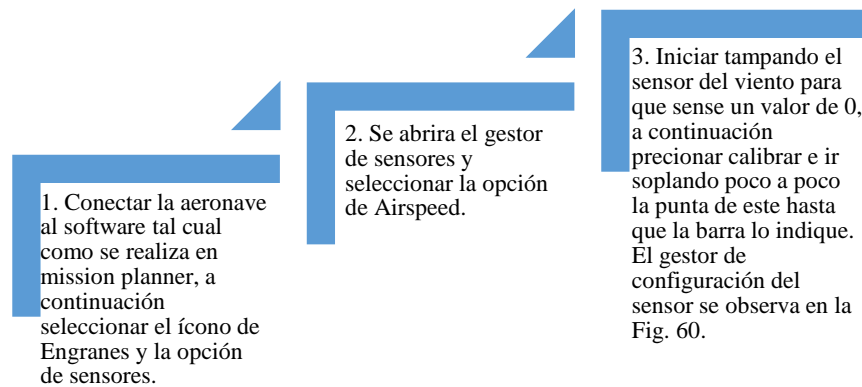 1. Conectar la aeronave
al software tal cual
como se realiza en
mission planner, a
continuación
seleccionar el ícono de
Engranes y la opción
de sensores.
2. Se abrira el gestor
de sensores y
seleccionar la opción
de Airspeed.
3. Iniciar tampando el
sensor del viento para
que sense un valor de 0,
a continuación
precionar calibrar e ir
soplando poco a poco
la punta de este hasta
que la barra lo indique.
El gestor de
configuración del
sensor se observa en la
Fig. 60.